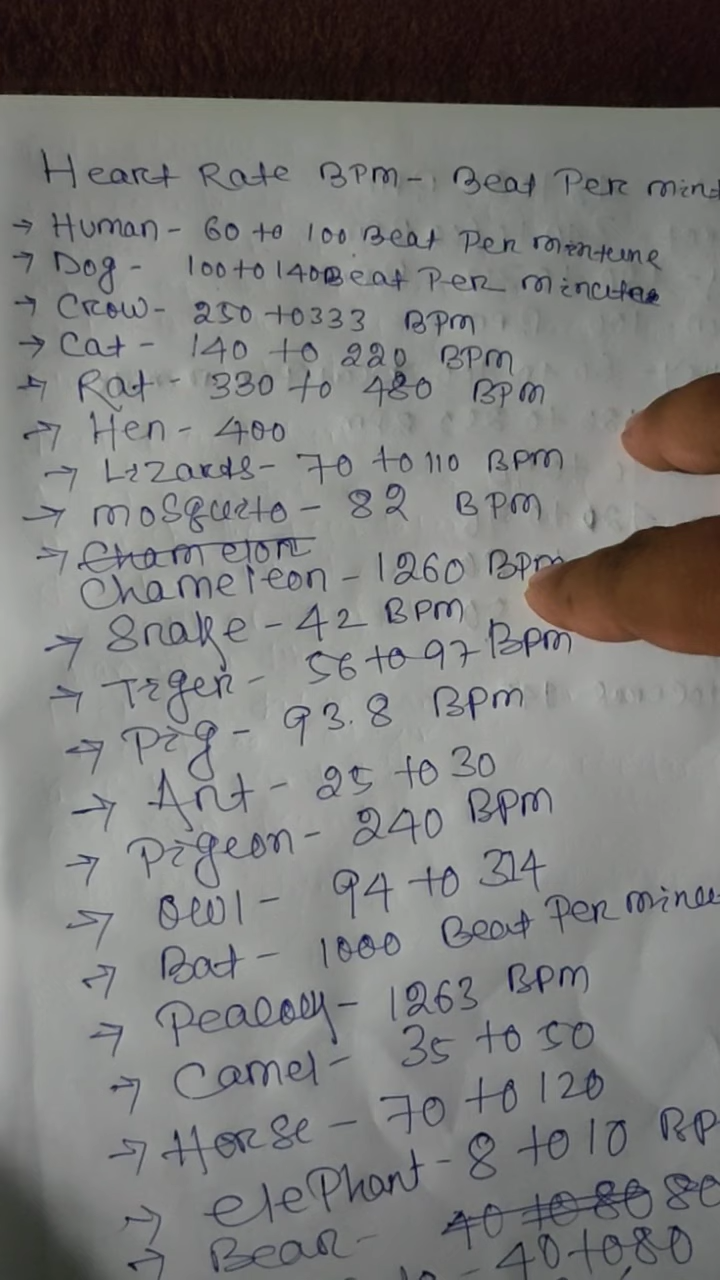 Heart Rate BPM - Beat Per mint
→ Human - 60 to 100 Beat Per mintune
→ Dog - 100 to 140 Beat Per minutes
→ Crow - 250 to 333 BPM
→ Cat - 140 to 220 BPM
→ Rat - 330 to 480 BPM
→ Hen - 400
→ Lizards - 70 to 110 BPM
→ mosquito - 82 BPM
→ Chameion
Chameleon - 1260 BPM
→ Snake - 42 BPM
→ Tiger - 56 to 97 BPM
→ Pig - 93.8 BPM
→ Ant - 25 to 30
→ Pigeon - 240 BPM
→ Owl - 94 to 314
→ Bat - 1000 Beat Per minu
→ Peacock - 1263 BPM
→ Camel - 35 to 50
→ Horse - 70 to 120
→ elephant - 8 to 10 BP
→ Bear - 40 to 80 80
→ - 40 to 80